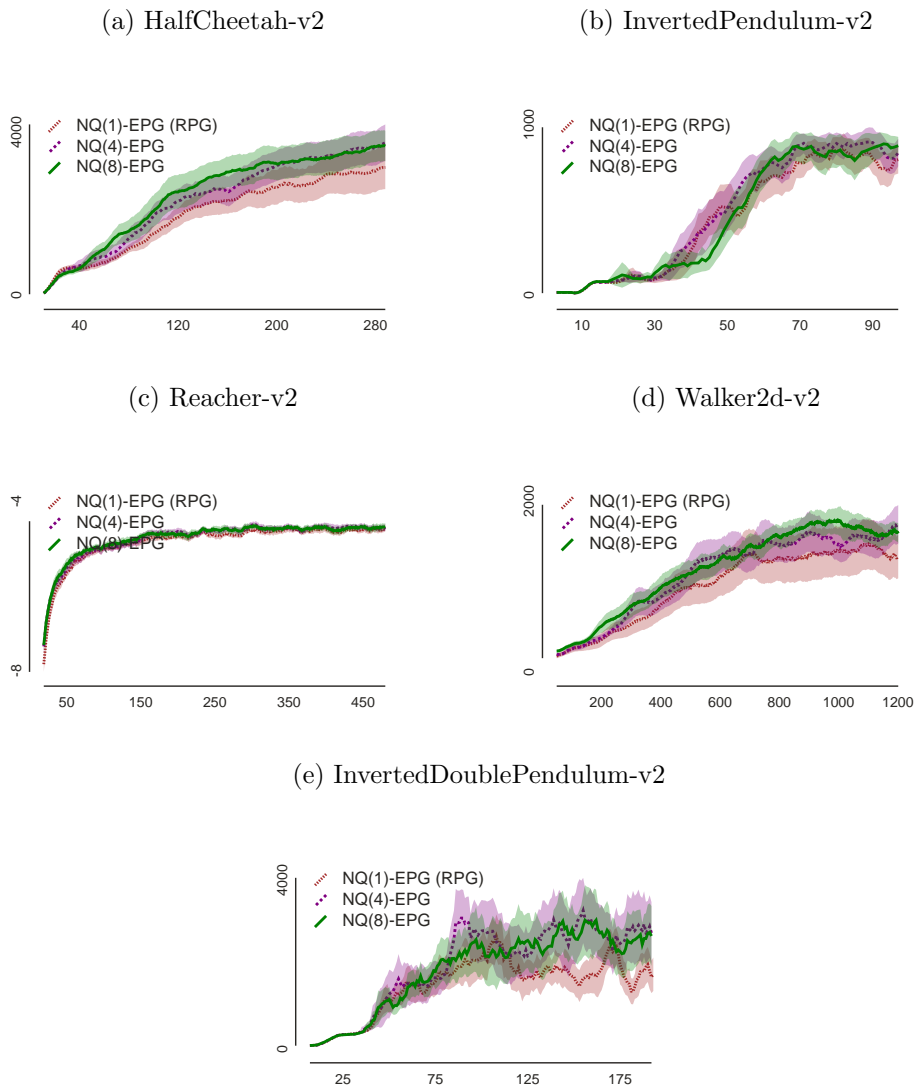 (a) HalfCheetah-v2
4000
0
NQ(1)-EPG (RPG)
NQ(4)-EPG
NQ(8)-EPG
40 120 200 280
(b) InvertedPendulum-v2
1000
0
NQ(1)-EPG (RPG)
NQ(4)-EPG
NQ(8)-EPG
10 30 50 70 90
(c) Reacher-v2
-4
-8
NQ(1)-EPG (RPG)
NQ(4)-EPG
NQ(8)-EPG
50 150 250 350 450
(d) Walker2d-v2
2000
0
NQ(1)-EPG (RPG)
NQ(4)-EPG
NQ(8)-EPG
200 400 600 800 1000 1200
(e) InvertedDoublePendulum-v2
4000
0
NQ(1)-EPG (RPG)
NQ(4)-EPG
NQ(8)-EPG
25 75 125 175